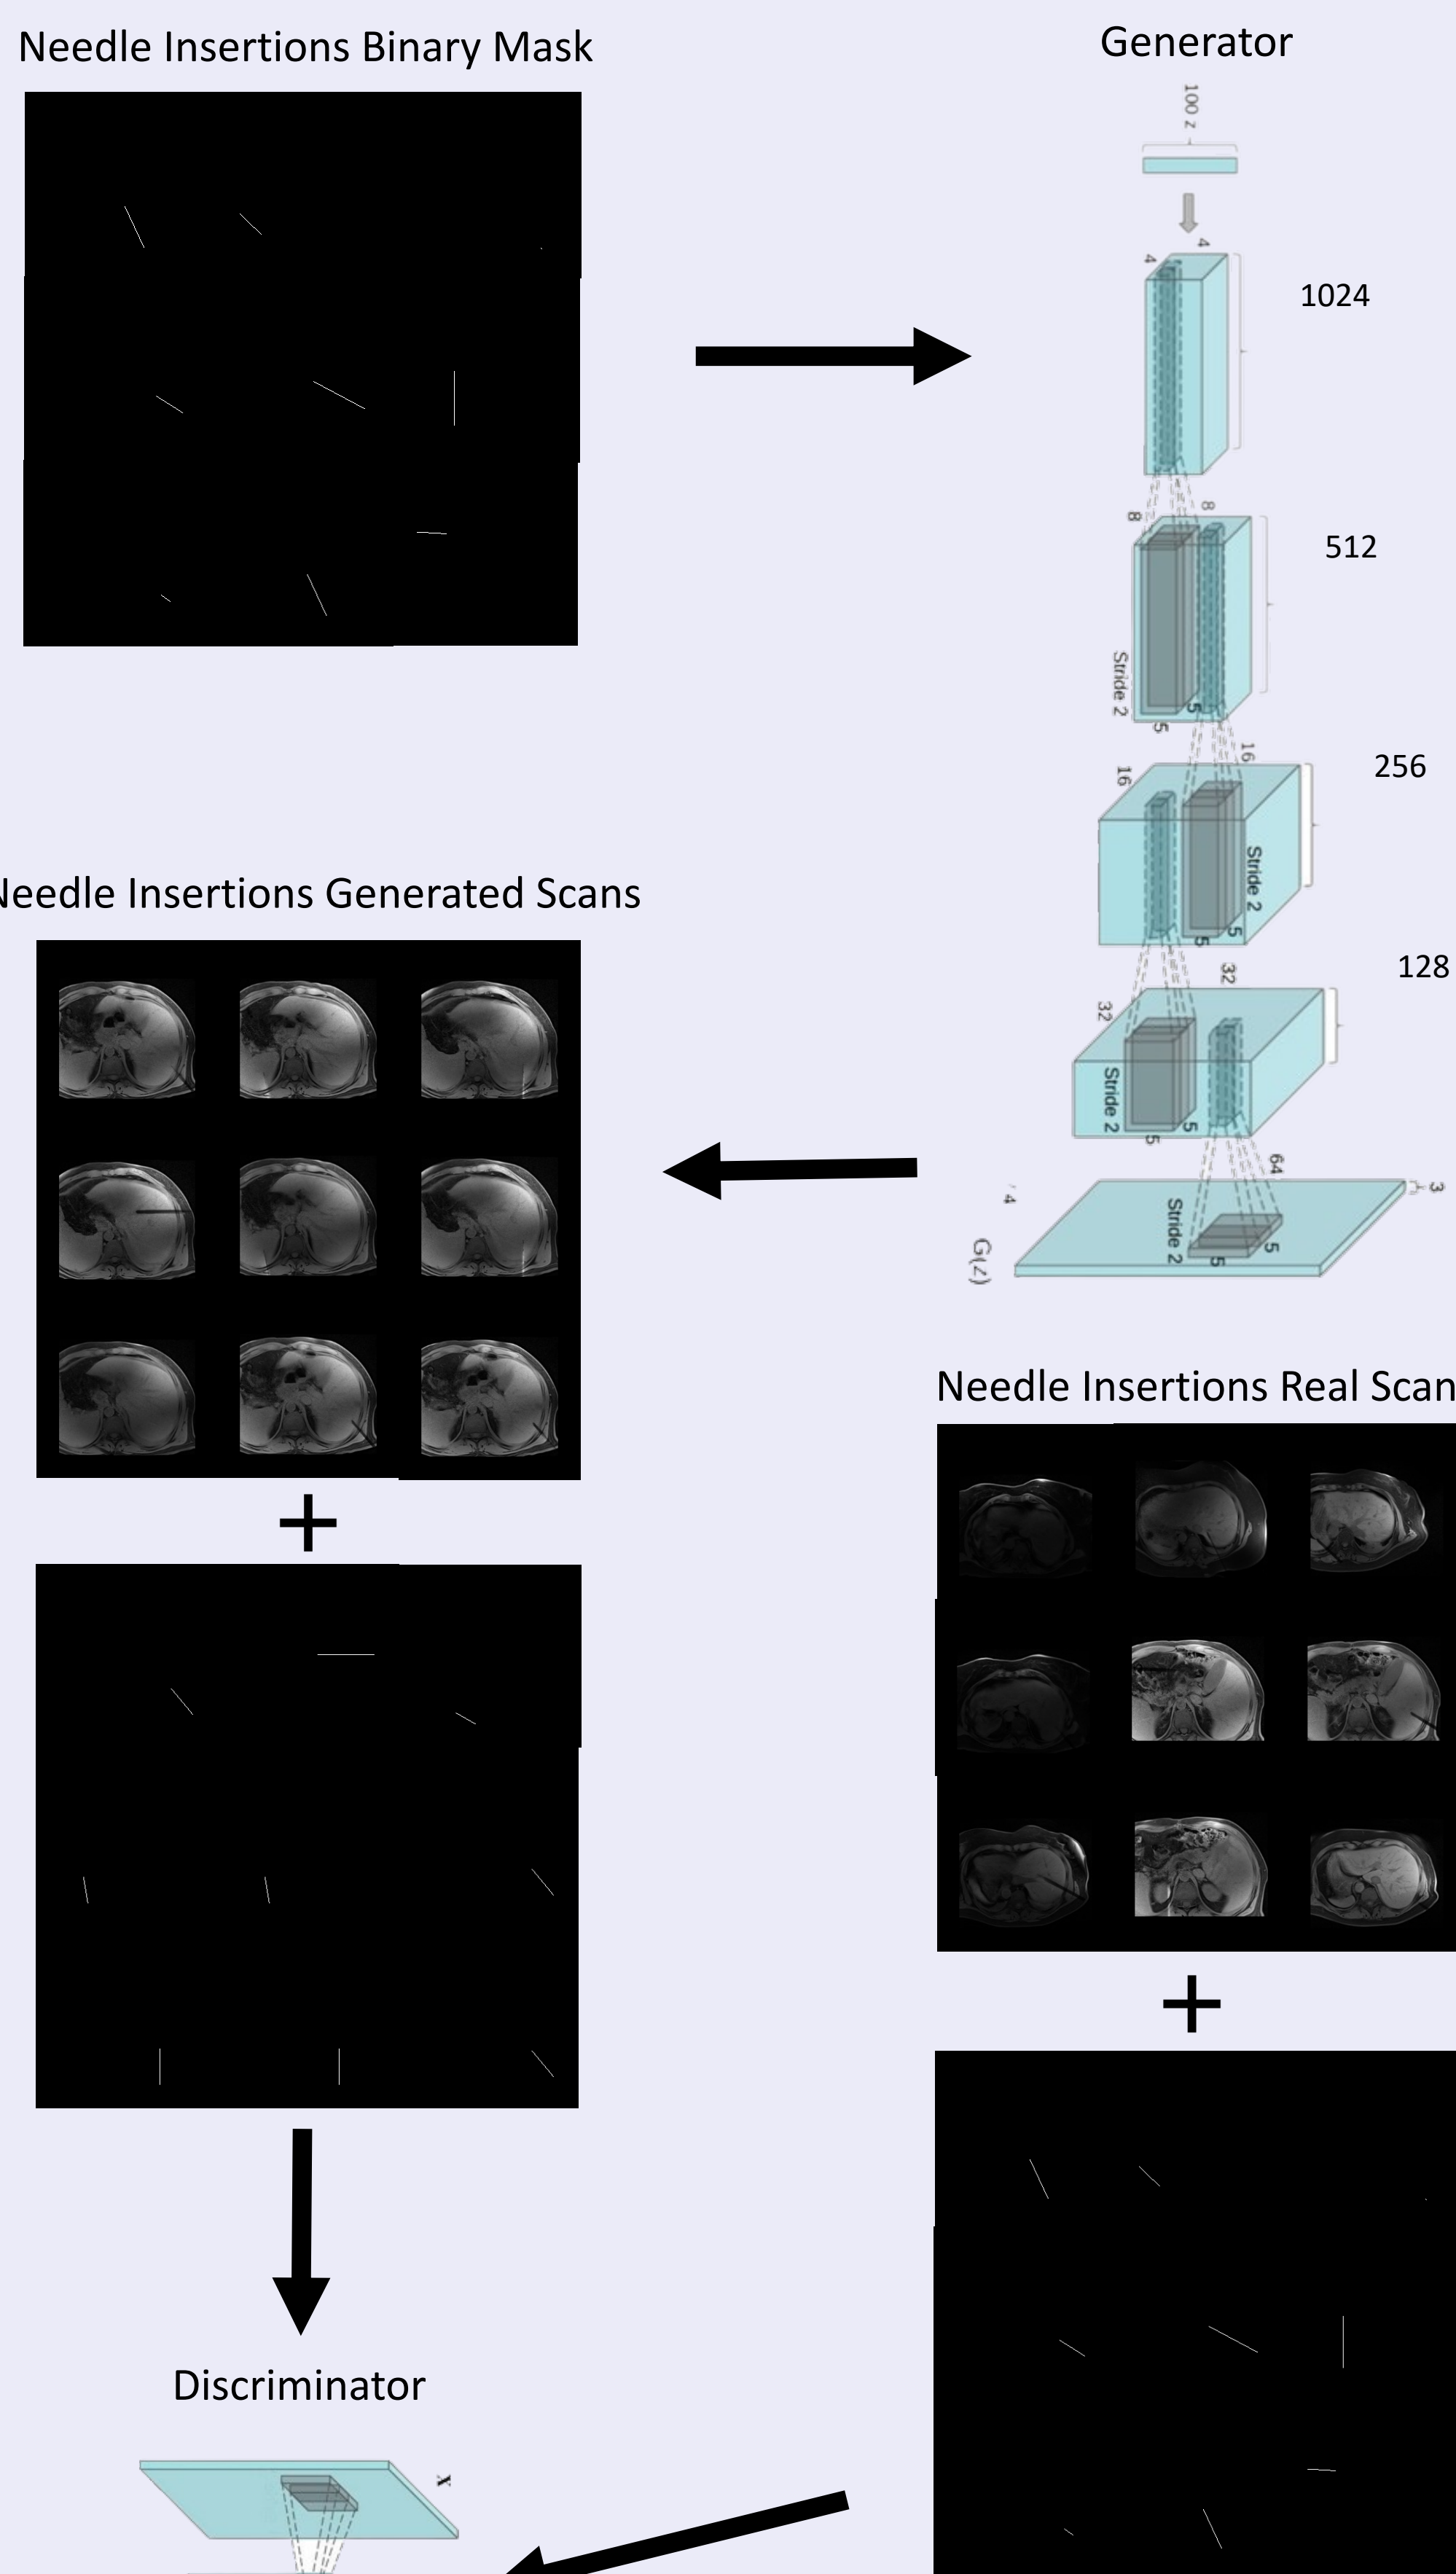 Needle Insertions Binary Mask
Generator
100 z
4
4
1024
8
8
512
Stride 2
5
5
16
16
256
Stride 2
5
5
128
32
32
Stride 2
5
5
64
3
4
Stride 2
5
5
G(Z)
Needle Insertions Generated Scans
Needle Insertions Real Scan
Discriminator
X